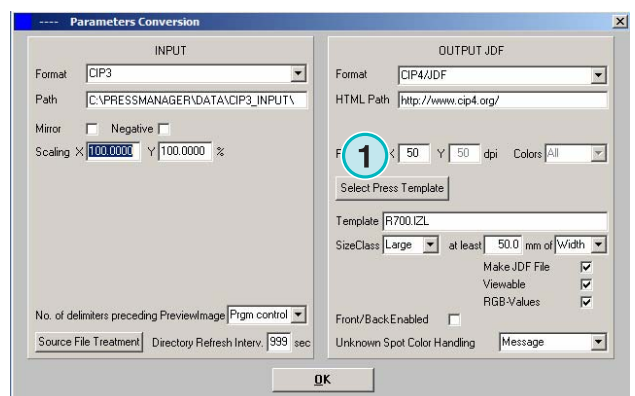 ---- Parameters Conversion
INPUT
Format CIP3
Path C:\PRESSMANAGER\DATA\CIP3_INPUT\
Mirror Negative
Scaling X 100.0000 Y 100.0000 %
No. of delimiters preceding PreviewImage Prgm control
Source File Treatment Directory Refresh Interv. 999 sec
OUTPUT JDF
Format CIP4/JDF
HTML Path http://www.cip4.org/
1 50 Y 50 dpi Colors All
Select Press Template
Template R700.IZL
SizeClass Large at least 50.0 mm of Width
Make JDF File
Viewable
RGB-Values
Front/Back Enabled
Unknown Spot Color Handling Message
OK